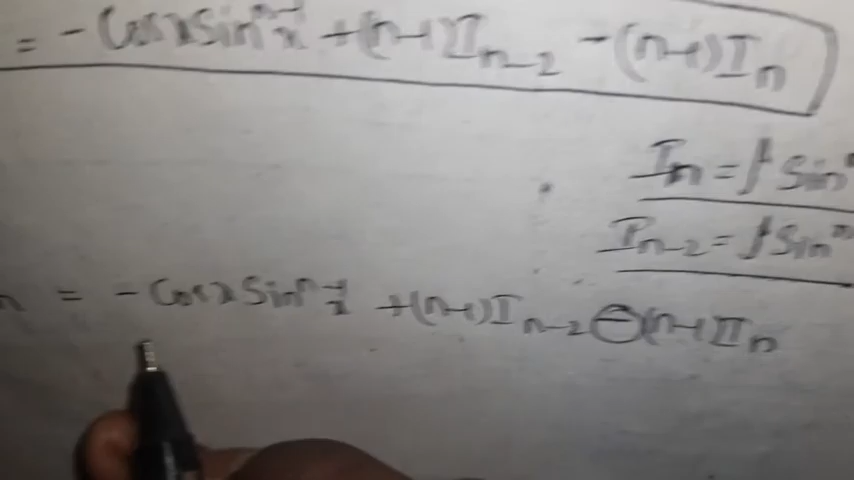 = - Cosx Sin^{n-1}x + (n-1) I_{n-2} - (n-1) I_n
I_n = ∫ Sin^n
I_{n-2} = ∫ Sin^n
n = - Cosx Sin^{n-1}x + (n-1) I_{n-2} - (n-1) I_n